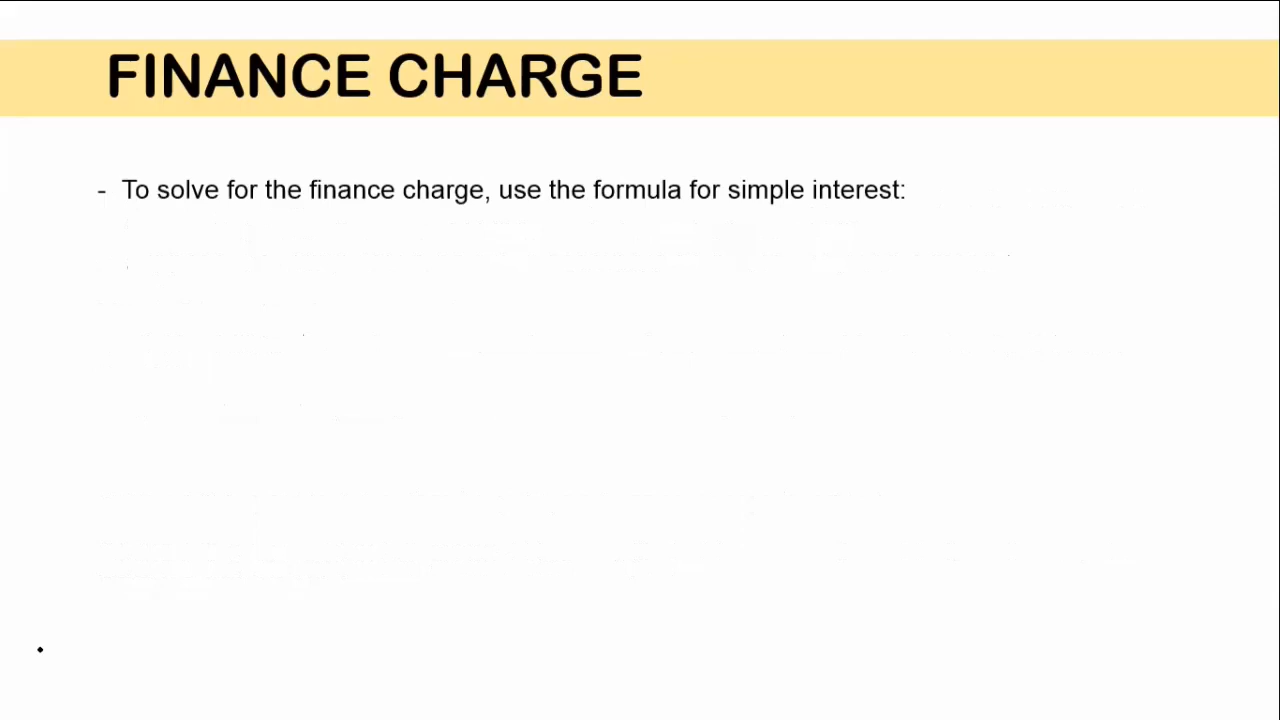 FINANCE CHARGE
- To solve for the finance charge, use the formula for simple interest: